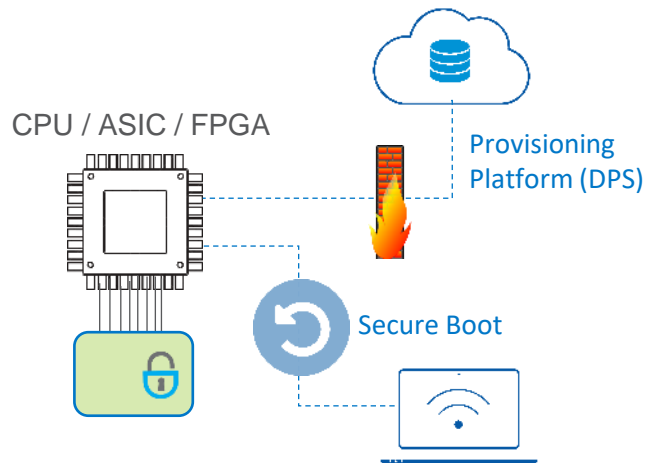 CPU / ASIC / FPGA
Provisioning
Platform (DPS)
Secure Boot